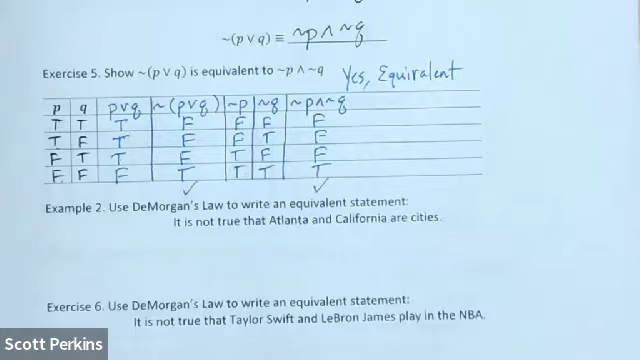 ~(p ∨ q) ≡ ~p ∧ ~q
Exercise 5. Show ~(p ∨ q) is equivalent to ~p ∧ ~q Yes, Equivalent
p q p∨q ~(p∨q) ~p ~q ~p∧~q
T T T F F F F
T F T F F T F
F T T F T F F
F F F T T T T
✓ ✓
Example 2. Use DeMorgan's Law to write an equivalent statement:
It is not true that Atlanta and California are cities.
Exercise 6. Use DeMorgan's Law to write an equivalent statement:
It is not true that Taylor Swift and LeBron James play in the NBA.
Scott Perkins